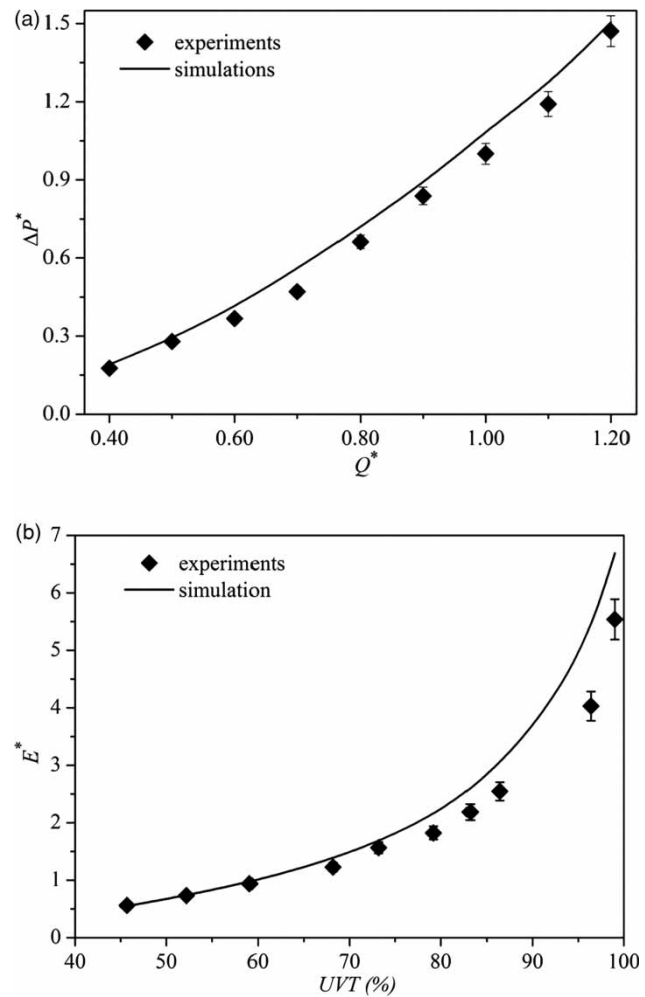 (a)
1.5
1.2
0.9
0.6
0.3
0.0
ΔP*
experiments
simulations
0.40 0.60 0.80 1.00 1.20
Q*
(b)
7
6
5
4
3
2
1
0
E*
experiments
simulation
40 50 60 70 80 90 100
UVT (%)